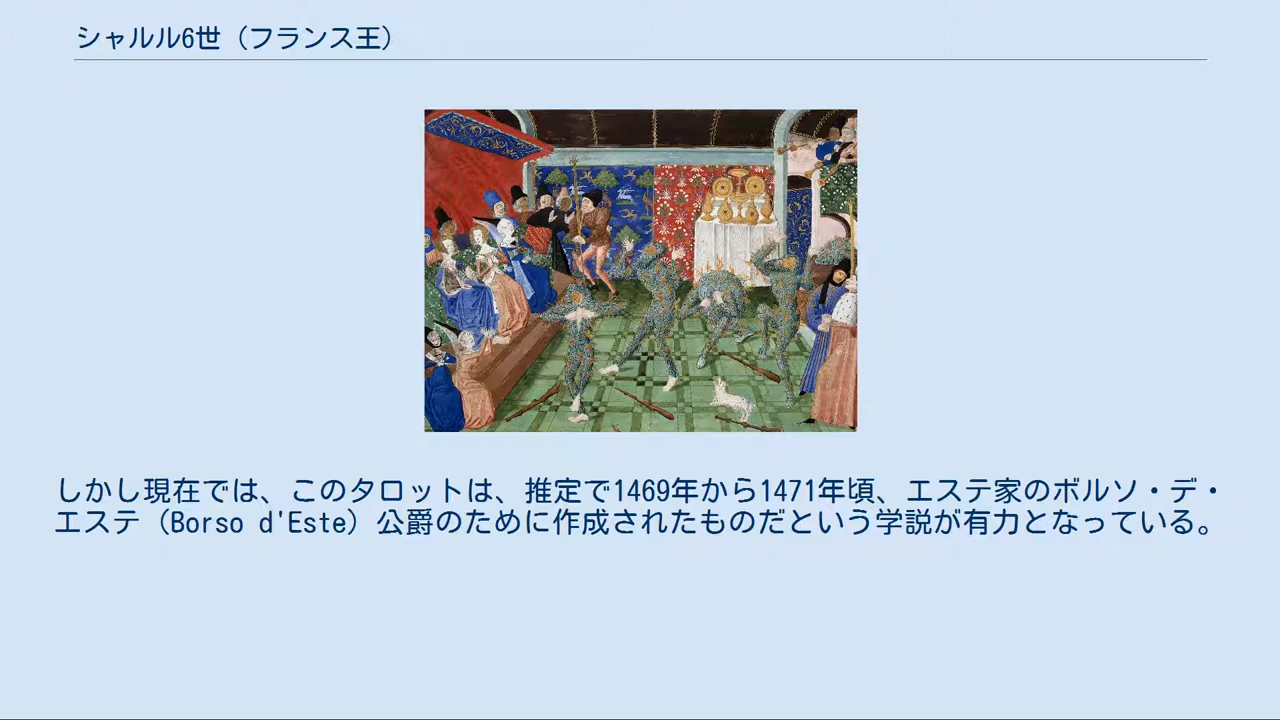 シャルル6世（フランス王）
しかし現在では、このタロットは、推定で1469年から1471年頃、エステ家のボルソ・デ・
エステ（Borso d'Este）公爵のために作成されたものだという学説が有力となっている。